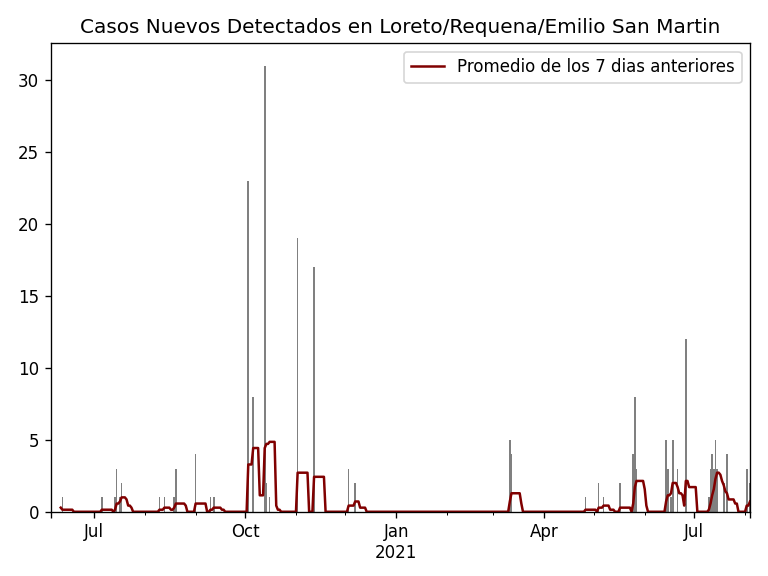 Casos Nuevos Detectados en Loreto/Requena/Emilio San Martin
Promedio de los 7 dias anteriores
30
25
20
15
10
5
0
Jul
Oct
Jan
Apr
Jul
2021